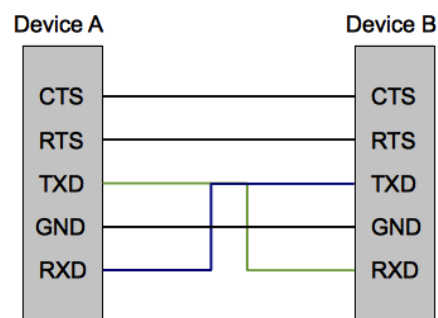 Device A Device B
CTS CTS
RTS RTS
TXD TXD
GND GND
RXD RXD